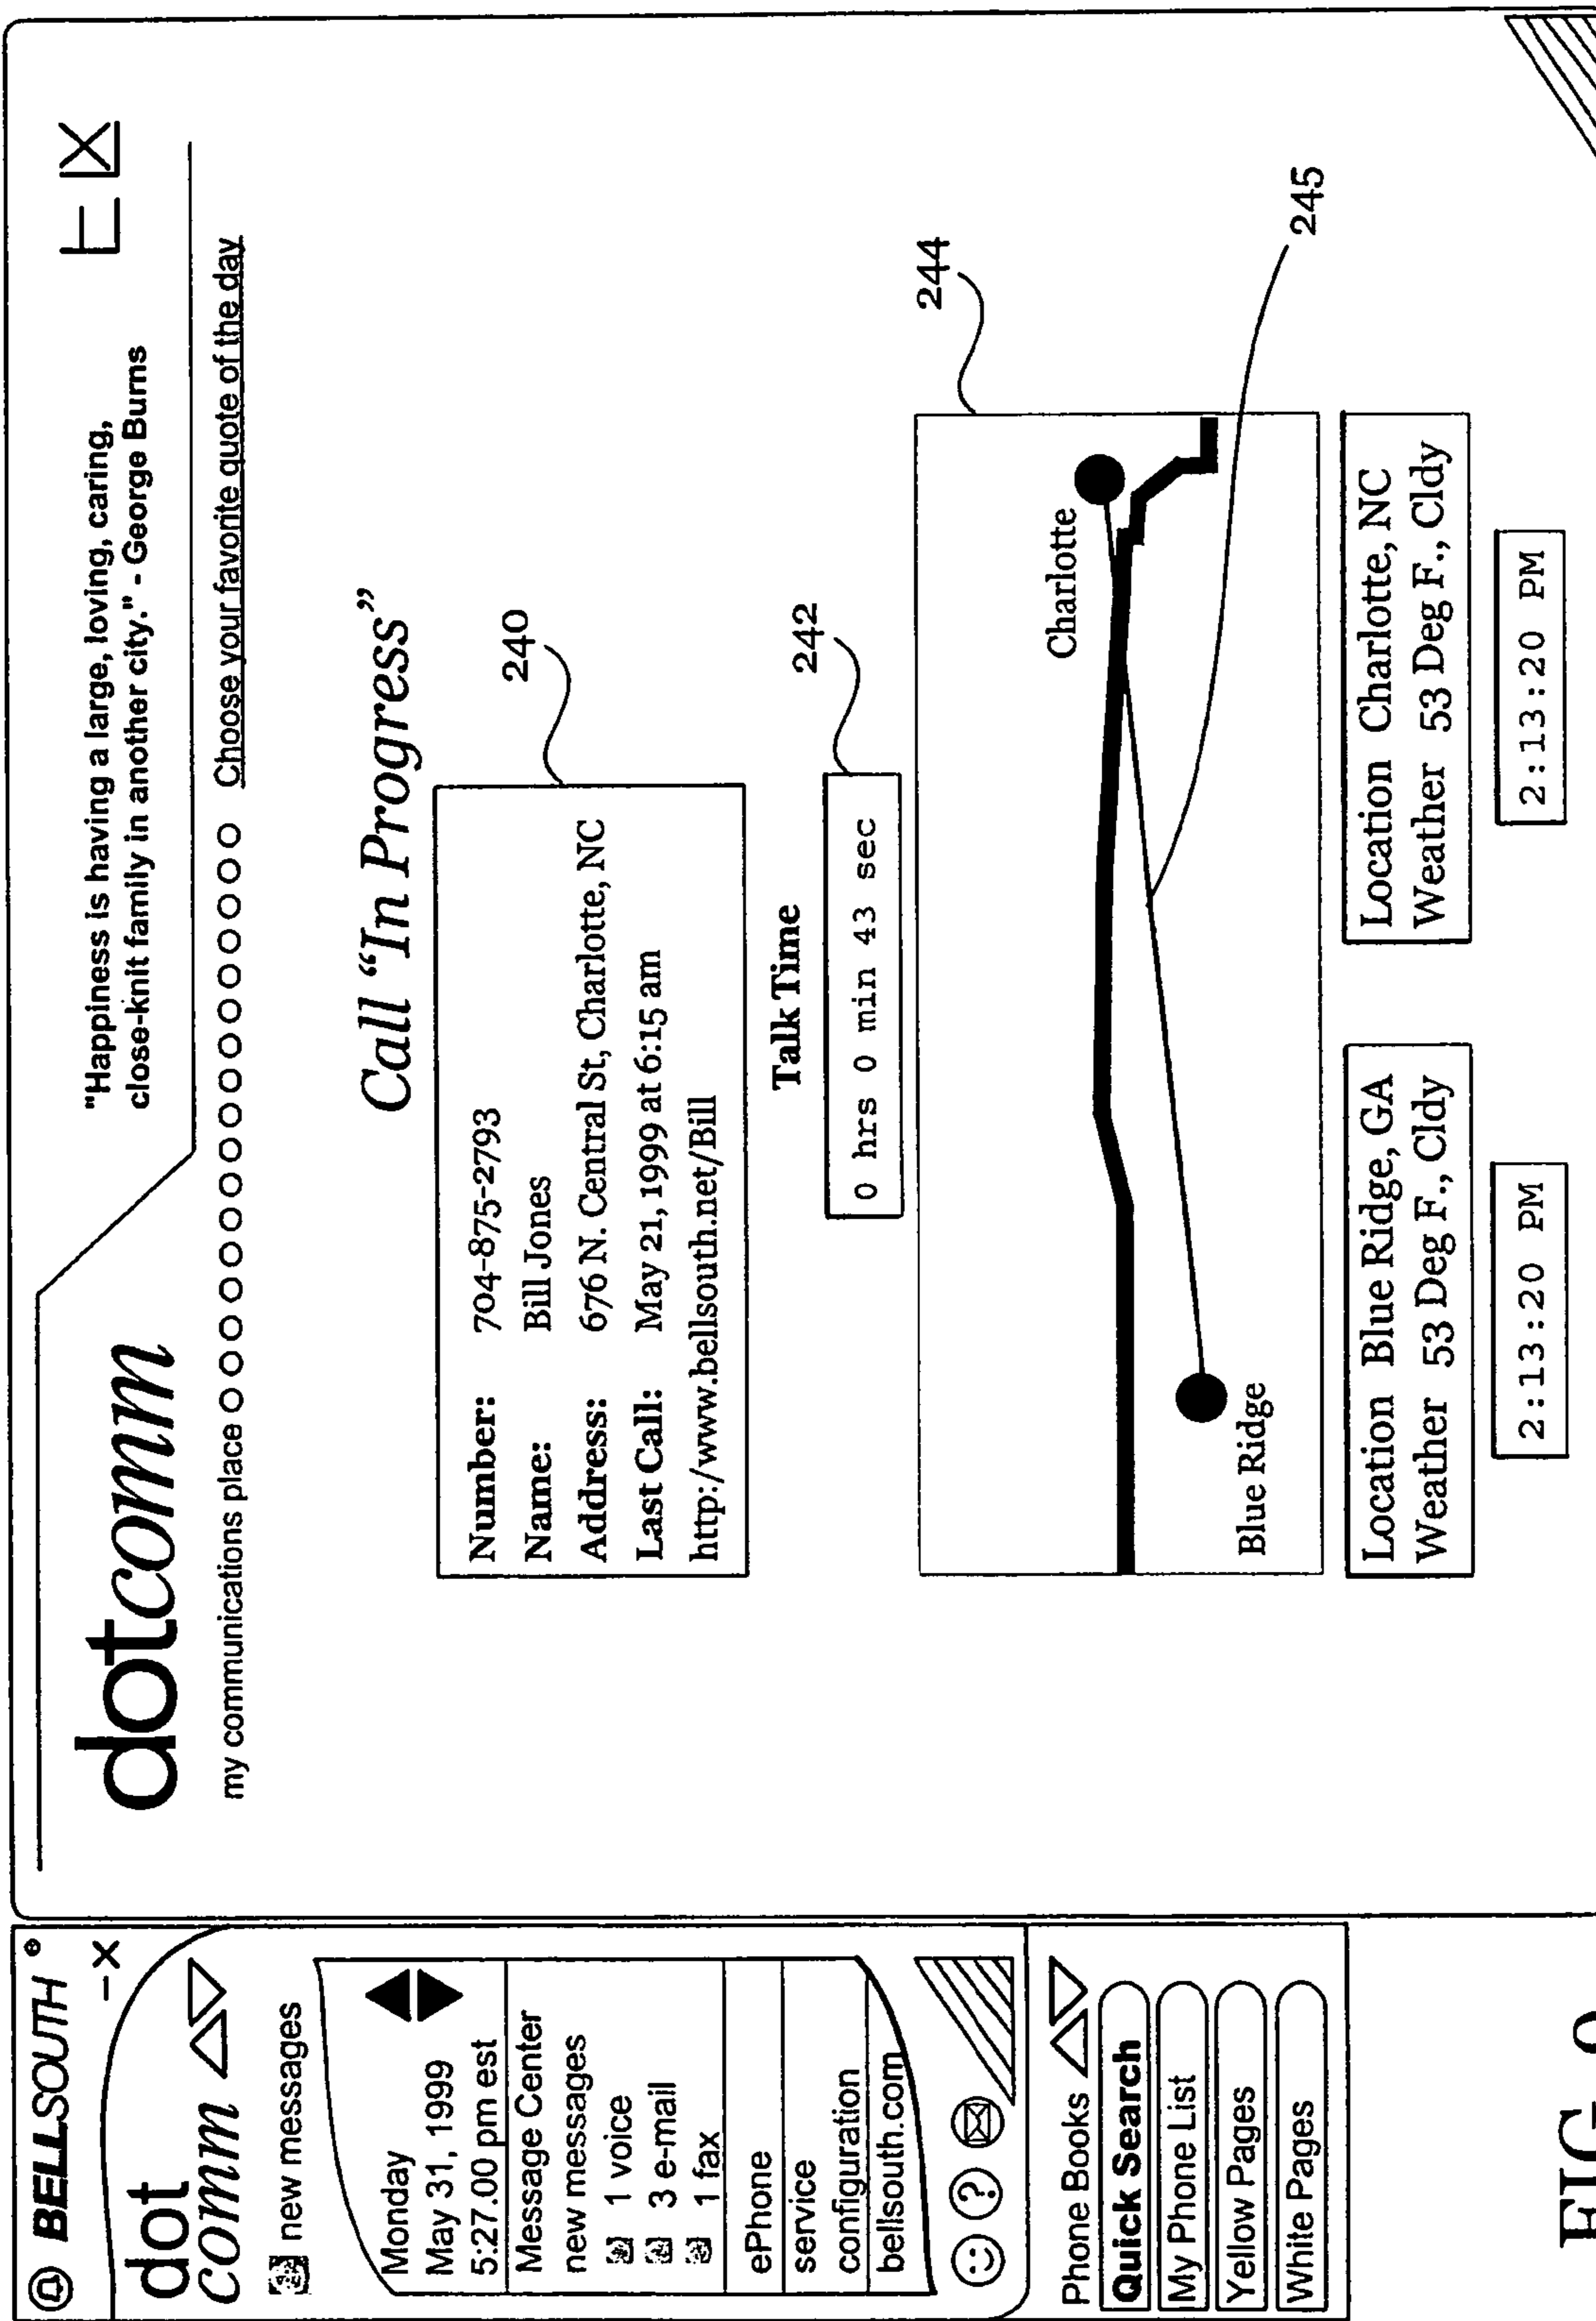 BELLSOUTH ®
dot
comm
new messages
Monday
May 31, 1999
5:27.00 pm est
Message Center
new messages
1 voice
3 e-mail
1 fax
ePhone
service
configuration
bellsouth.com
Phone Books
Quick Search
My Phone List
Yellow Pages
White Pages
dotcomm
"Happiness is having a large, loving, caring,
close-knit family in another city." - George Burns
my communications place
Choose your favorite quote of the day
Call “In Progress”
Number: 704-875-2793
Name: Bill Jones
Address: 676 N. Central St, Charlotte, NC
Last Call: May 21, 1999 at 6:15 am
http:/www.bellsouth.net/Bill
240
Talk Time
242
0 hrs 0 min 43 sec
244
Charlotte
Blue Ridge
245
Location Blue Ridge, GA
Weather 53 Deg F., Cldy
2:13:20 PM
Location Charlotte, NC
Weather 53 Deg F., Cldy
2:13:20 PM
FIG